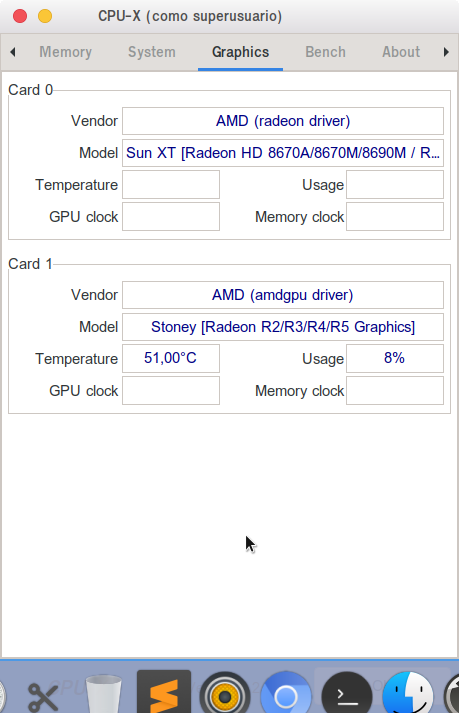 CPU-X (como superusuario)
Memory System Graphics Bench About
Card 0
Vendor AMD (radeon driver)
Model Sun XT [Radeon HD 8670A/8670M/8690M / R...
Temperature Usage
GPU clock Memory clock
Card 1
Vendor AMD (amdgpu driver)
Model Stoney [Radeon R2/R3/R4/R5 Graphics]
Temperature 51,00°C Usage 8%
GPU clock Memory clock